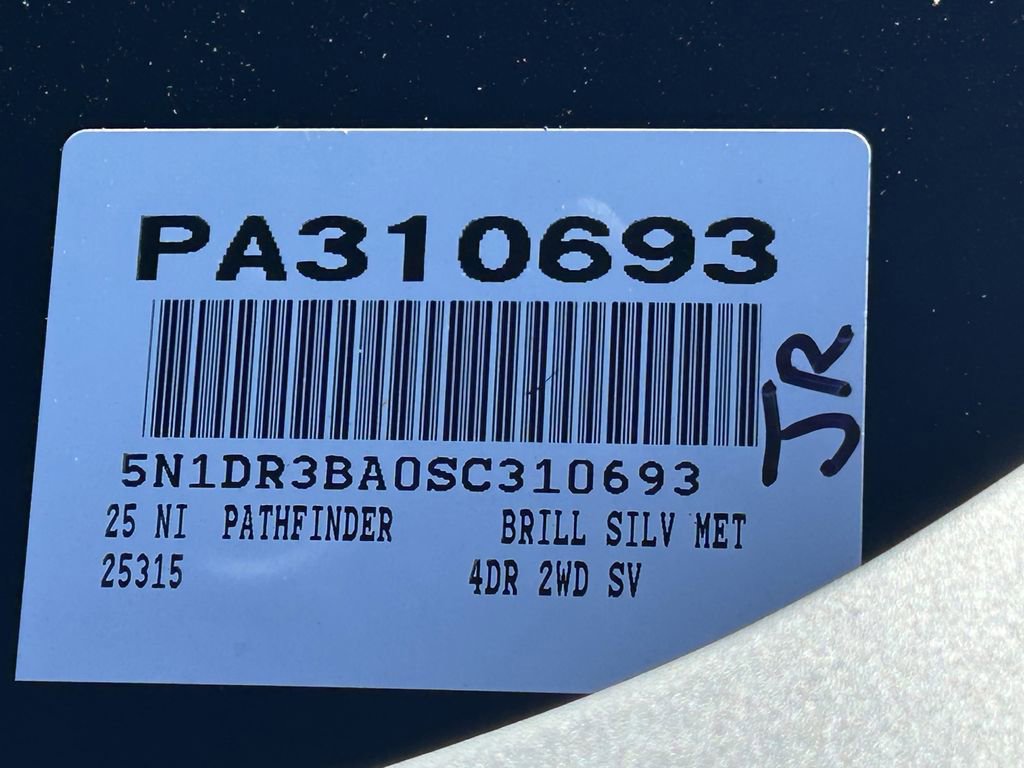 PA310693
JR
5N1DR3BA0SC310693
25 NI PATHFINDER BRILL SILV MET
25315 4DR 2WD SV